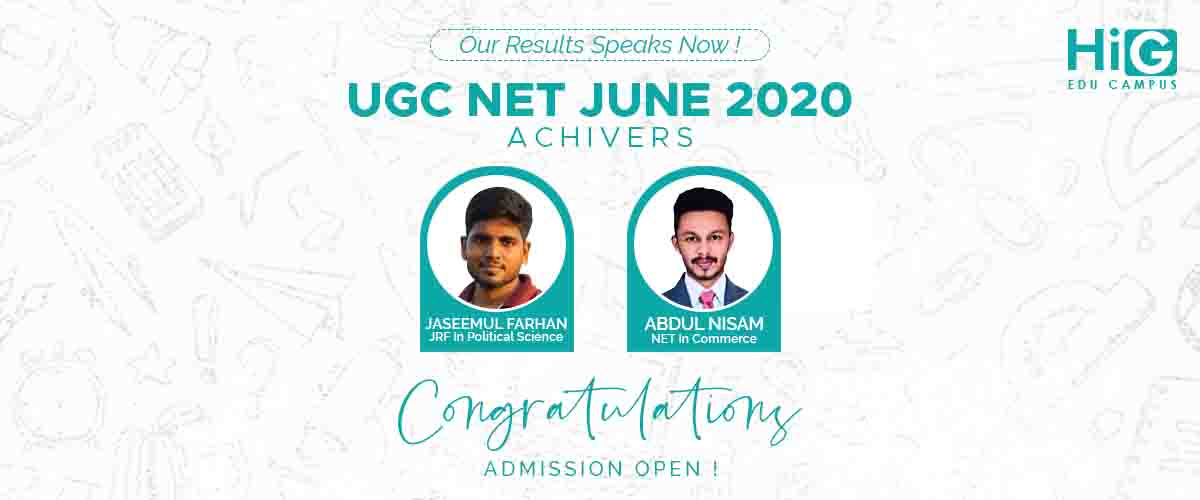 Our Results Speaks Now !
HiG
EDU CAMPUS
UGC NET JUNE 2020
ACHIVERS
JASEEMUL FARHAN
JRF In Political Science
ABDUL NISAM
NET In Commerce
Congratulations
ADMISSION OPEN !